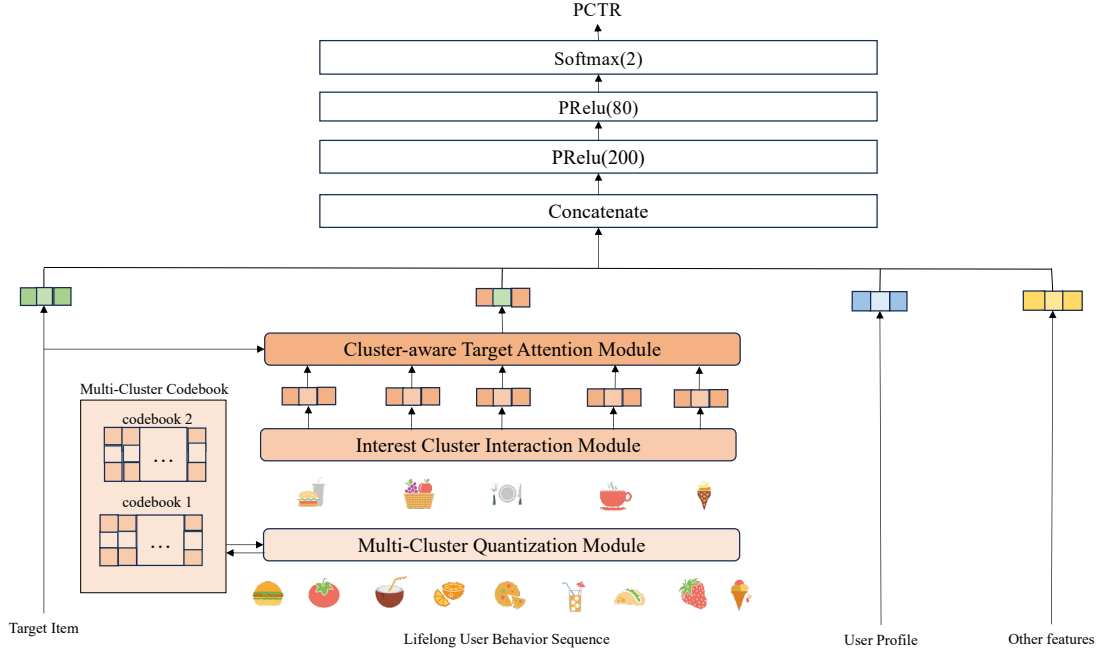 PCTR
Softmax(2)
PRelu(80)
PRelu(200)
Concatenate
Cluster-aware Target Attention Module
Multi-Cluster Codebook
codebook 2
...
Interest Cluster Interaction Module
codebook 1
...
Multi-Cluster Quantization Module
Target Item
Lifelong User Behavior Sequence
User Profile
Other features